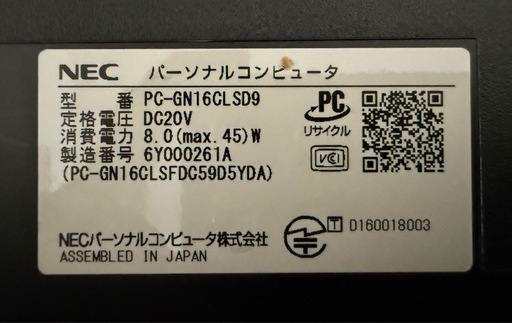 NEC パーソナルコンピュータ
型 番 PC-GN16CLSD9
定格電圧 DC20V
消費電力 8.0(max.45)W
製造番号 6Y000261A
(PC-GN16CLSFDC59D5YDA)
PC
リサイクル
VCI
NECパーソナルコンピュータ株式会社
ASSEMBLED IN JAPAN
T D160018003